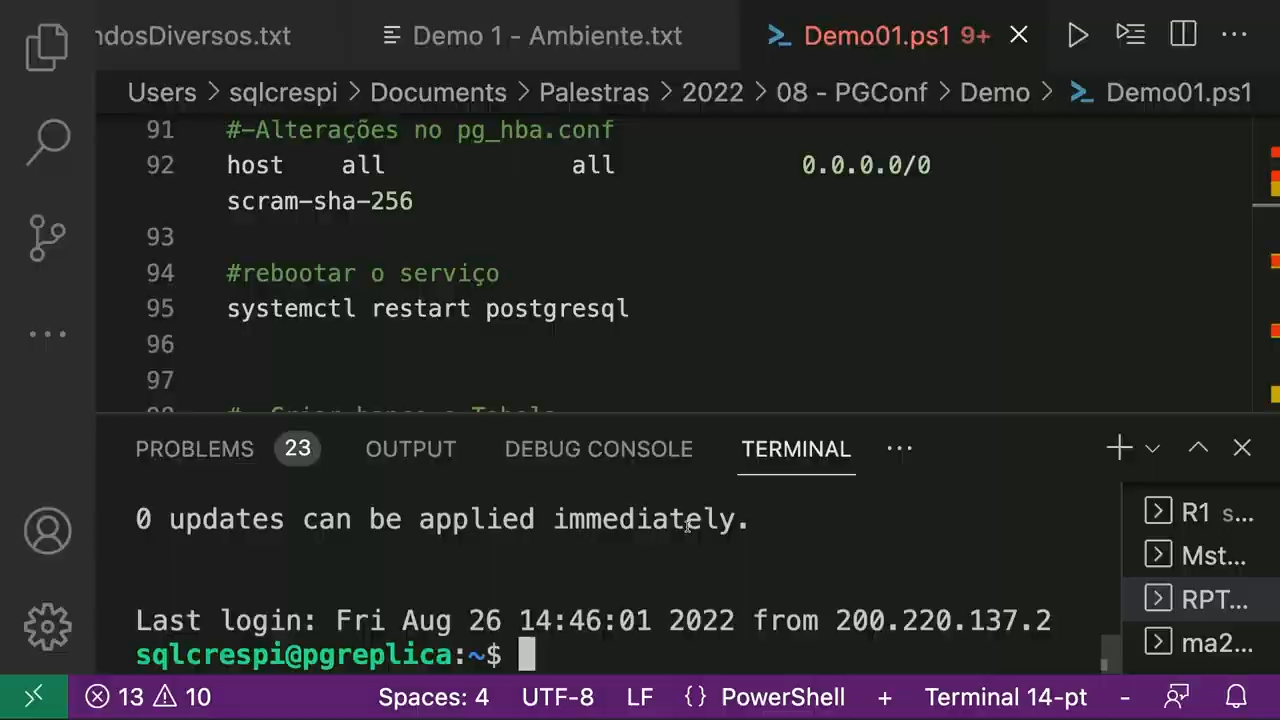 ndosDiversos.txt Demo 1 - Ambiente.txt Demo01.ps1 9+
Users > sqlcrespi > Documents > Palestras > 2022 > 08 - PGConf > Demo > Demo01.ps1
91 #-Alterações no pg_hba.conf
92 host all all 0.0.0.0/0
scram-sha-256
93
94 #rebootar o serviço
95 systemctl restart postgresql
96
97
PROBLEMS 23 OUTPUT DEBUG CONSOLE TERMINAL
0 updates can be applied immediately.
R1 s...
Mst...
RPT...
ma2...
Last login: Fri Aug 26 14:46:01 2022 from 200.220.137.2
sqlcrespi@pgreplica:~$
13 10 Spaces: 4 UTF-8 LF {} PowerShell + Terminal 14-pt -